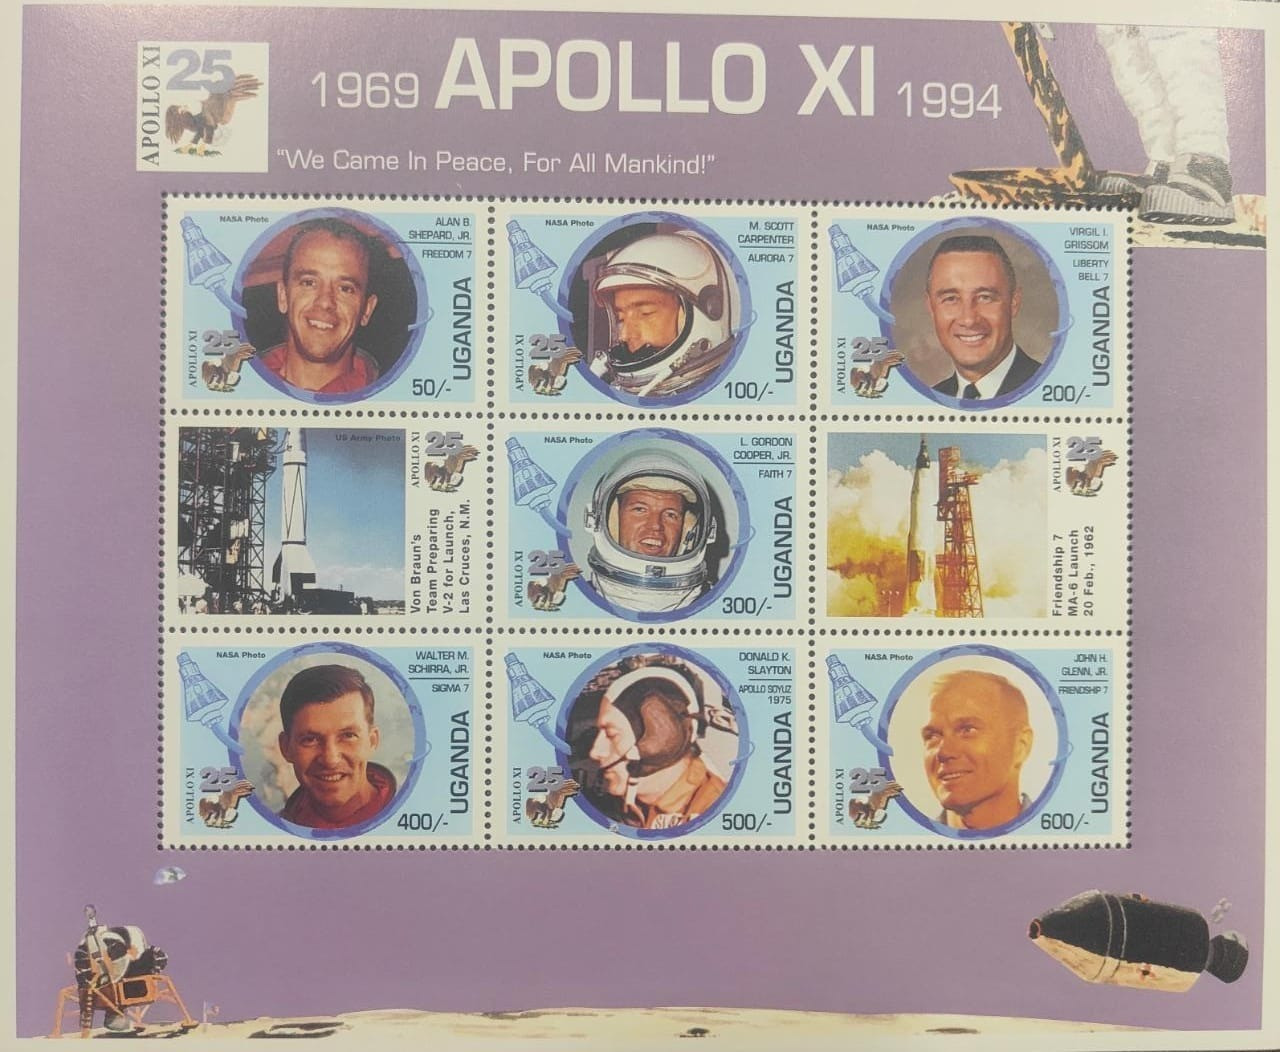 APOLLO XI
25
1969 APOLLO XI 1994
“We Came In Peace, For All Mankind!”
NASA Photo
ALAN B.
SHEPARD, JR.
FREEDOM 7
APOLLO XI
25
UGANDA
50/-
NASA Photo
M. SCOTT
CARPENTER
AURORA 7
APOLLO XI
25
UGANDA
100/-
NASA Photo
VIRGIL I.
GRISSOM
LIBERTY
BELL 7
APOLLO XI
25
UGANDA
200/-
US Army Photo
APOLLO XI
25
Von Braun's
Team Preparing
V-2 for Launch,
Las Cruces, N.M.
NASA Photo
L. GORDON
COOPER, JR.
FAITH 7
APOLLO XI
25
UGANDA
300/-
APOLLO XI
25
Friendship 7
MA-6 Launch
20 Feb., 1962
NASA Photo
WALTER M.
SCHIRRA, JR.
SIGMA 7
APOLLO XI
25
UGANDA
400/-
NASA Photo
DONALD K.
SLAYTON
APOLLO SOYUZ
1975
APOLLO XI
25
UGANDA
500/-
NASA Photo
JOHN H.
GLENN, JR.
FRIENDSHIP 7
APOLLO XI
25
UGANDA
600/-